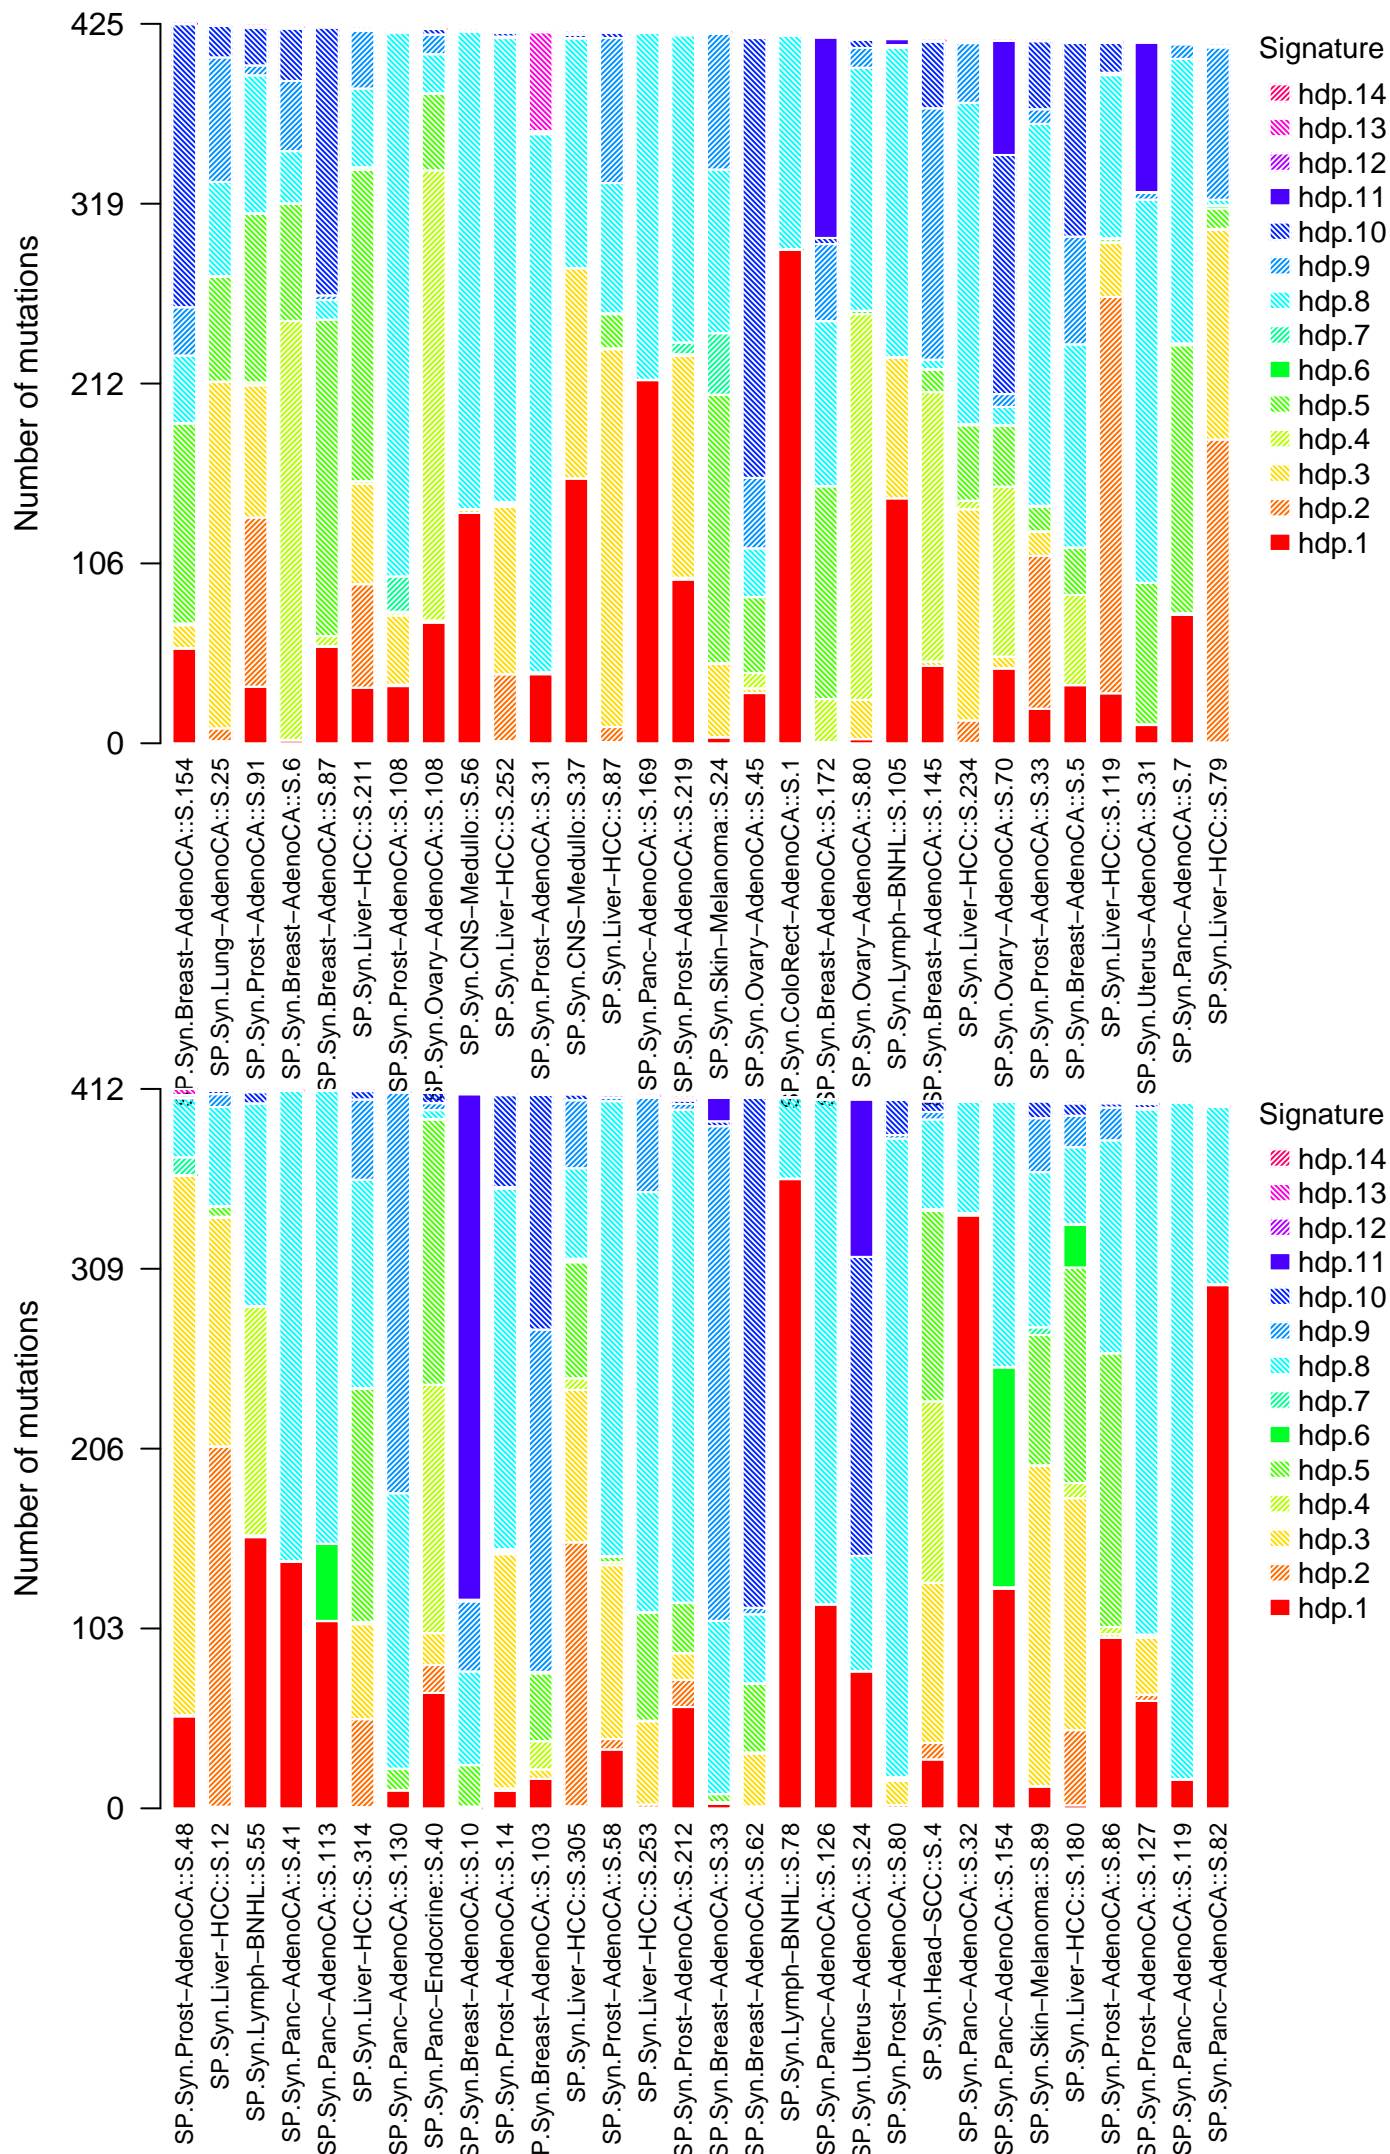 425
319
212
106
0
Number of mutations
Signature
hdp.14
hdp.13
hdp.12
hdp.11
hdp.10
hdp.9
hdp.8
hdp.7
hdp.6
hdp.5
hdp.4
hdp.3
hdp.2
hdp.1
SP.Syn.Breast−AdenoCA::S.154
SP.Syn.Lung−AdenoCA::S.25
SP.Syn.Prost−AdenoCA::S.91
SP.Syn.Breast−AdenoCA::S.6
SP.Syn.Breast−AdenoCA::S.87
SP.Syn.Liver−HCC::S.211
SP.Syn.Prost−AdenoCA::S.108
SP.Syn.Ovary−AdenoCA::S.108
SP.Syn.CNS−Medullo::S.56
SP.Syn.Liver−HCC::S.252
SP.Syn.Prost−AdenoCA::S.31
SP.Syn.CNS−Medullo::S.37
SP.Syn.Liver−HCC::S.87
SP.Syn.Panc−AdenoCA::S.169
SP.Syn.Prost−AdenoCA::S.219
SP.Syn.Skin−Melanoma::S.24
SP.Syn.Ovary−AdenoCA::S.45
SP.Syn.ColoRect−AdenoCA::S.1
SP.Syn.Breast−AdenoCA::S.172
SP.Syn.Ovary−AdenoCA::S.80
SP.Syn.Lymph−BNHL::S.105
SP.Syn.Breast−AdenoCA::S.145
SP.Syn.Liver−HCC::S.234
SP.Syn.Ovary−AdenoCA::S.70
SP.Syn.Prost−AdenoCA::S.33
SP.Syn.Breast−AdenoCA::S.5
SP.Syn.Liver−HCC::S.119
SP.Syn.Uterus−AdenoCA::S.31
SP.Syn.Panc−AdenoCA::S.7
SP.Syn.Liver−HCC::S.79
412
309
206
103
0
Number of mutations
Signature
hdp.14
hdp.13
hdp.12
hdp.11
hdp.10
hdp.9
hdp.8
hdp.7
hdp.6
hdp.5
hdp.4
hdp.3
hdp.2
hdp.1
SP.Syn.Prost−AdenoCA::S.48
SP.Syn.Liver−HCC::S.12
SP.Syn.Lymph−BNHL::S.55
SP.Syn.Panc−AdenoCA::S.41
SP.Syn.Panc−AdenoCA::S.113
SP.Syn.Liver−HCC::S.314
SP.Syn.Panc−AdenoCA::S.130
SP.Syn.Panc−Endocrine::S.40
SP.Syn.Breast−AdenoCA::S.10
SP.Syn.Prost−AdenoCA::S.14
P.Syn.Breast−AdenoCA::S.103
SP.Syn.Liver−HCC::S.305
SP.Syn.Prost−AdenoCA::S.58
SP.Syn.Liver−HCC::S.253
SP.Syn.Prost−AdenoCA::S.212
SP.Syn.Breast−AdenoCA::S.33
SP.Syn.Breast−AdenoCA::S.62
SP.Syn.Lymph−BNHL::S.78
SP.Syn.Panc−AdenoCA::S.126
SP.Syn.Uterus−AdenoCA::S.24
SP.Syn.Prost−AdenoCA::S.80
SP.Syn.Head−SCC::S.4
SP.Syn.Panc−AdenoCA::S.32
SP.Syn.Panc−AdenoCA::S.154
SP.Syn.Skin−Melanoma::S.89
SP.Syn.Liver−HCC::S.180
SP.Syn.Prost−AdenoCA::S.86
SP.Syn.Prost−AdenoCA::S.127
SP.Syn.Panc−AdenoCA::S.119
SP.Syn.Panc−AdenoCA::S.82